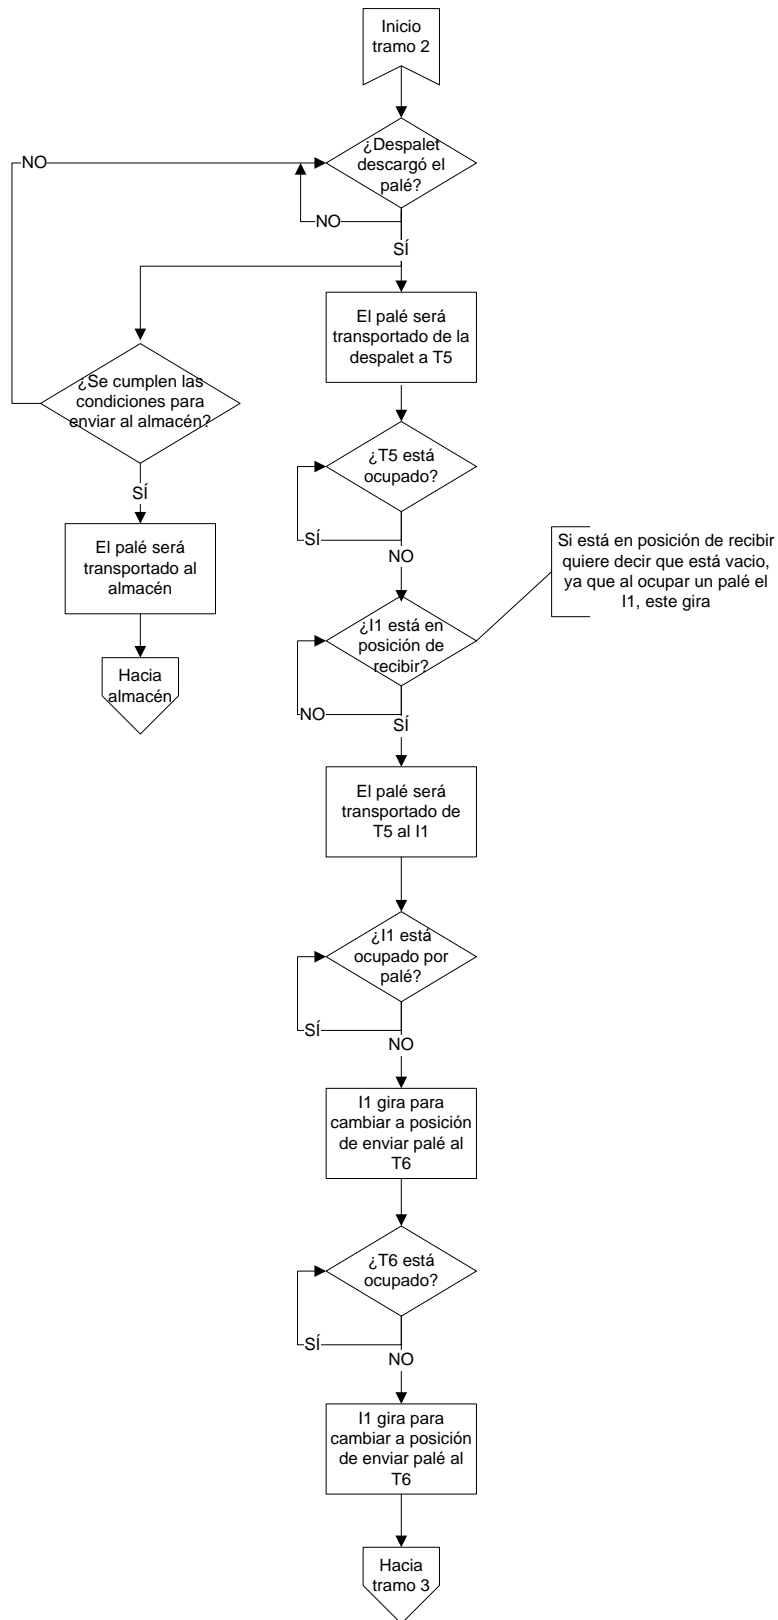 Inicio
tramo 2
¿Despalet
descargó el
palé?
NO
NO
SÍ
El palé será
transportado de la
despalet a T5
¿Se cumplen las
condiciones para
enviar al almacén?
SÍ
El palé será
transportado al
almacén
Hacia
almacén
¿T5 está
ocupado?
SÍ
NO
Si está en posición de recibir
quiere decir que está vacio,
ya que al ocupar un palé el
I1, este gira
¿I1 está en
posición de
recibir?
NO
SÍ
El palé será
transportado de
T5 al I1
¿I1 está
ocupado por
palé?
SÍ
NO
I1 gira para
cambiar a posición
de enviar palé al
T6
¿T6 está
ocupado?
SÍ
NO
I1 gira para
cambiar a posición
de enviar palé al
T6
Hacia
tramo 3